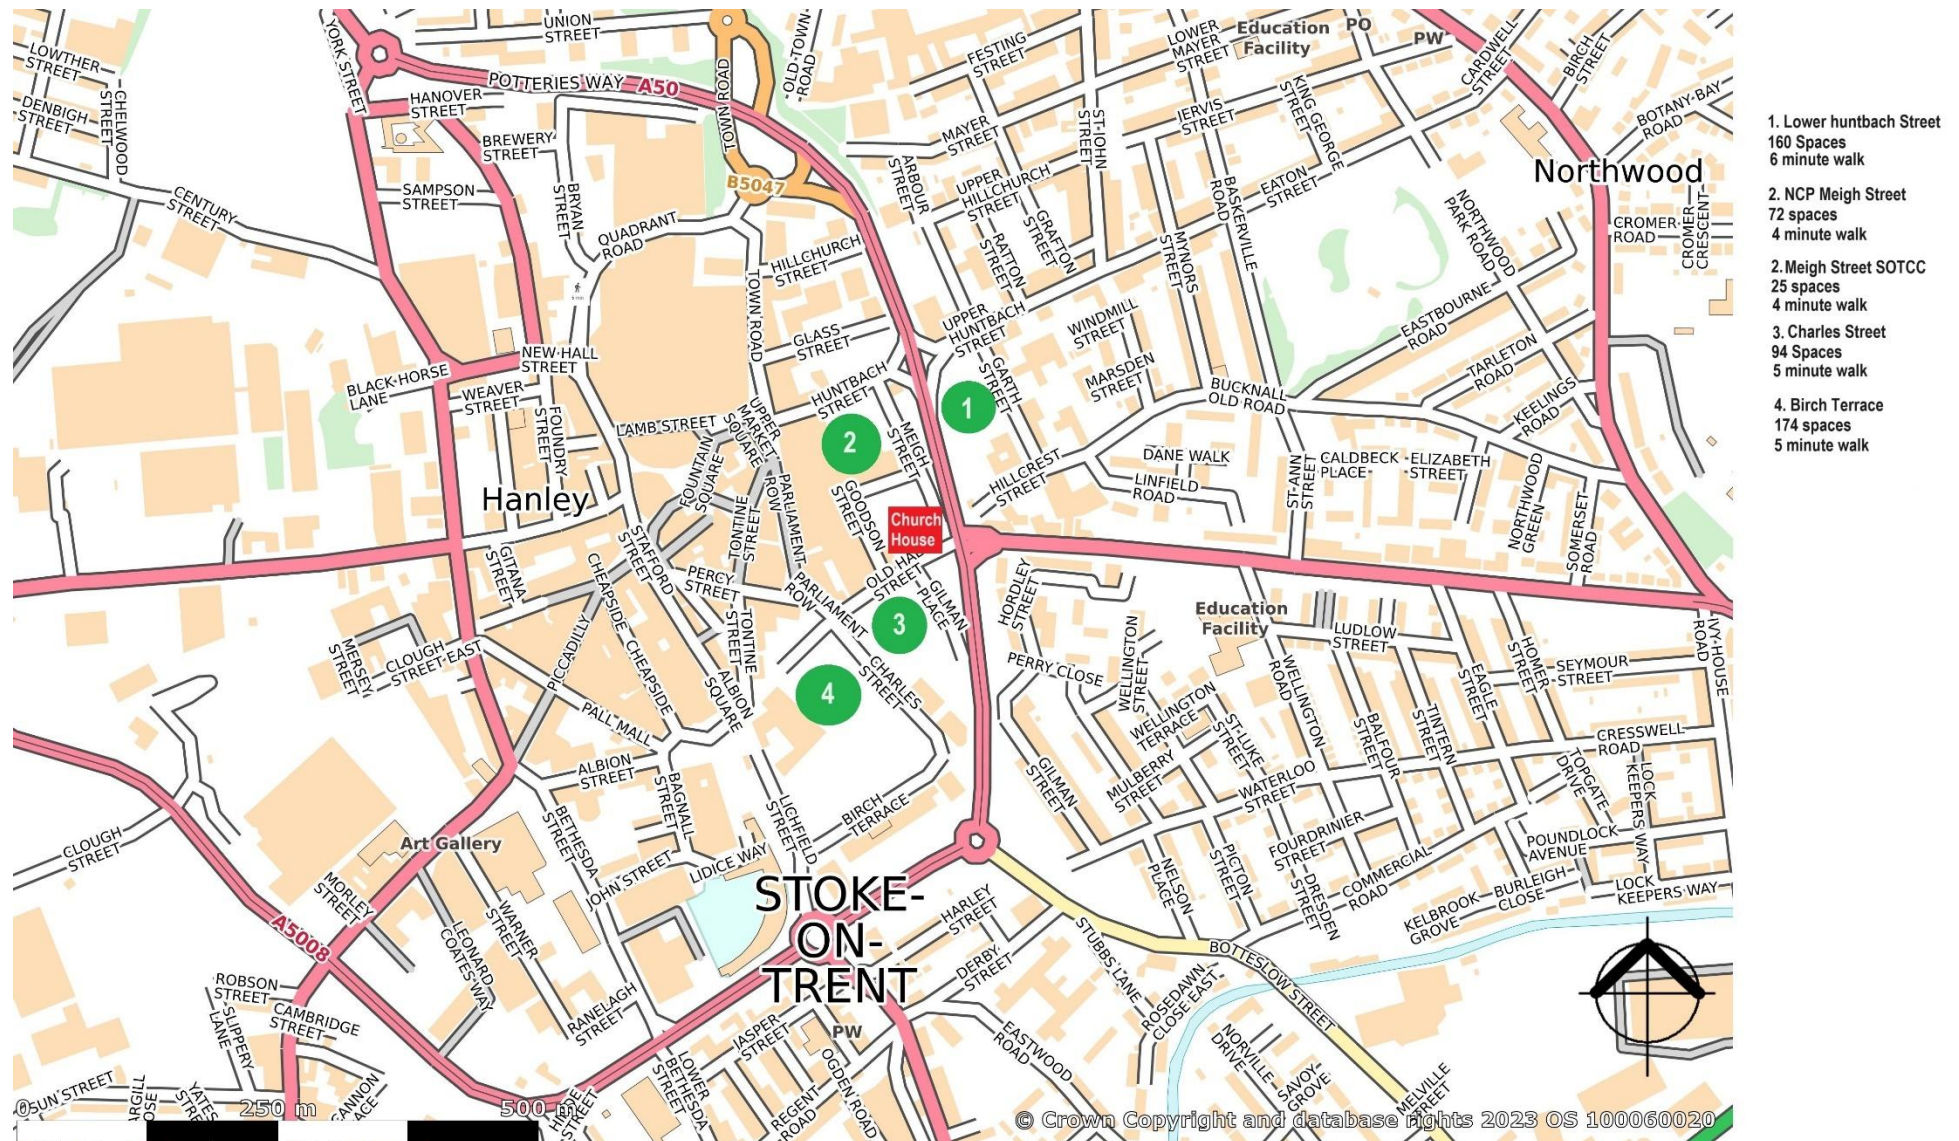 LOWTHER
STREET
DENBIGH
STREET
CHELWOOD
STREET
YORK STREET
UNION
STREET
POTTERIES WAY
A50
HANOVER
STREET
BREWERY
STREET
SAMPSON
STREET
CENTURY
STREET
BRYAN
STREET
QUADRANT
ROAD
TOWN ROAD
B5047
OLD TOWN
ROAD
FESTING
STREET
LOWER
MAYER
STREET
Education
Facility
PO
PW
CARDWELL
STREET
BIRCH
STREET
BOTANY BAY
ROAD
Northwood
CROMER
ROAD
CROMER
CRESCENT
MAYER
STREET
ST JOHN
STREET
JERVIS
STREET
KING GEORGE
STREET
ARBOUR
STREET
UPPER
HILLCHURCH
STREET
GRAFTON
STREET
RATTON
STREET
EATON
STREET
BASKERVILLE
ROAD
MYNORS
STREET
NORTHWOOD
PARK ROAD
HILLCHURCH
STREET
TOWN ROAD
GLASS
STREET
UPPER
HUNTBACH
STREET
WINDMILL
STREET
MARSDEN
STREET
GARTH
STREET
EASTBOURNE
ROAD
TARLETON
ROAD
KEELINGS
ROAD
BUCKNALL
OLD ROAD
NEW HALL
STREET
BLACK HORSE
LANE
WEAVER
STREET
FOUNDRY
STREET
LAMB STREET
HUNTBACH
STREET
UPPER
MARKET
SQUARE
FOUNTAIN
SQUARE
MEIGH
STREET
1
2
Hanley
HILLCREST
STREET
DANE WALK
LINFIELD
ROAD
ST ANN
STREET
CALDBECK
PLACE
ELIZABETH
STREET
NORTHWOOD
GREEN
SOMERSET
ROAD
PARLIAMENT
ROW
TONTINE
STREET
GOODSON
STREET
Church
House
OLD HALL
STREET
GILMAN
PLACE
STAFFORD
STREET
PERCY
STREET
PARLIAMENT
ROW
GITANA
STREET
CHEAPSIDE
CHEAPSIDE
PICCADILLY
TONTINE
STREET
3
4
CHARLES
STREET
ALBION
SQUARE
MERSEY
STREET
CLOUGH
STREET EAST
PALL MALL
ALBION
STREET
BAGNALL
STREET
LICHFIELD
STREET
BIRCH
TERRACE
HORDLEY
STREET
PERRY CLOSE
WELLINGTON
STREET
WELLINGTON
TERRACE
Education
Facility
WELLINGTON
ROAD
LUDLOW
STREET
HOMER
STREET
EAGLE
STREET
SEYMOUR
STREET
IVY HOUSE
ROAD
CRESSWELL
ROAD
GILMAN
STREET
MULBERRY
STREET
ST LUKE
STREET
WATERLOO
STREET
BALFOUR
STREET
TINTERN
STREET
TOPGATE
DRIVE
LOCK
KEEPERS WAY
POUNDLOCK
AVENUE
LOCK
KEEPERS WAY
FOURDRINIER
STREET
COMMERCIAL
ROAD
KELBROOK
GROVE
BURLEIGH
CLOSE
NELSON
PLACE
PICTON
STREET
DRESDEN
STREET
CLOUGH
STREET
Art Gallery
BETHESDA
STREET
JOHN STREET
LIDICE WAY
MORLEY
STREET
A5008
LEONARD
COATES WAY
WARNER
STREET
RANELAGH
STREET
STOKE-
ON-
TRENT
HARLEY
STREET
DERBY
STREET
STUBBS LANE
BOTTESLOW STREET
ROSEDAWN
CLOSE EAST
ROBSON
STREET
SLIPPERY
LANE
CAMBRIDGE
STREET
SUN STREET
JASPER
STREET
PW
OGDEN ROAD
REGENT
ROAD
EASTWOOD
ROAD
NORVILLE
DRIVE
SAVOY
GROVE
MELVILLE
STREET
LOWER
BETHESDA
STREET
0
250 m
500 m
© Crown Copyright and database rights 2023 OS 100060020
1. Lower huntbach Street
160 Spaces
6 minute walk
2. NCP Meigh Street
72 spaces
4 minute walk
2. Meigh Street SOTCC
25 spaces
4 minute walk
3. Charles Street
94 Spaces
5 minute walk
4. Birch Terrace
174 spaces
5 minute walk